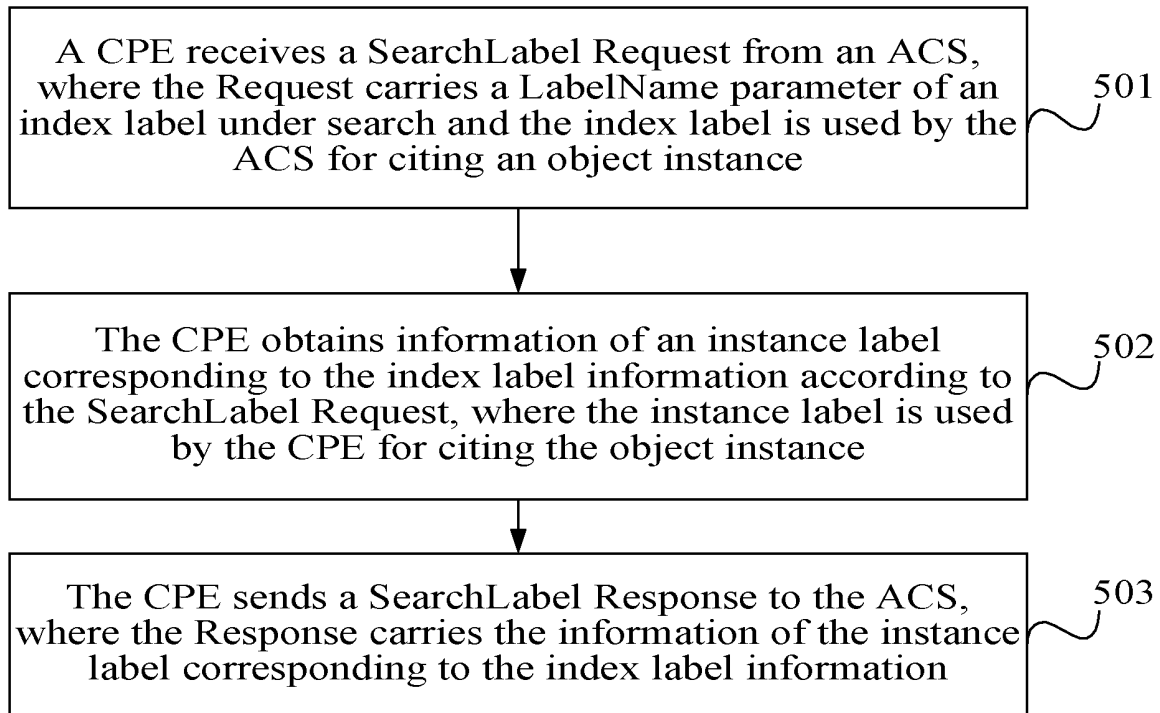 A CPE receives a SearchLabel Request from an ACS,
where the Request carries a LabelName parameter of an
index label under search and the index label is used by the
ACS for citing an object instance
501
The CPE obtains information of an instance label
corresponding to the index label information according to
the SearchLabel Request, where the instance label is used
by the CPE for citing the object instance
502
The CPE sends a SearchLabel Response to the ACS,
where the Response carries the information of the instance
label corresponding to the index label information
503